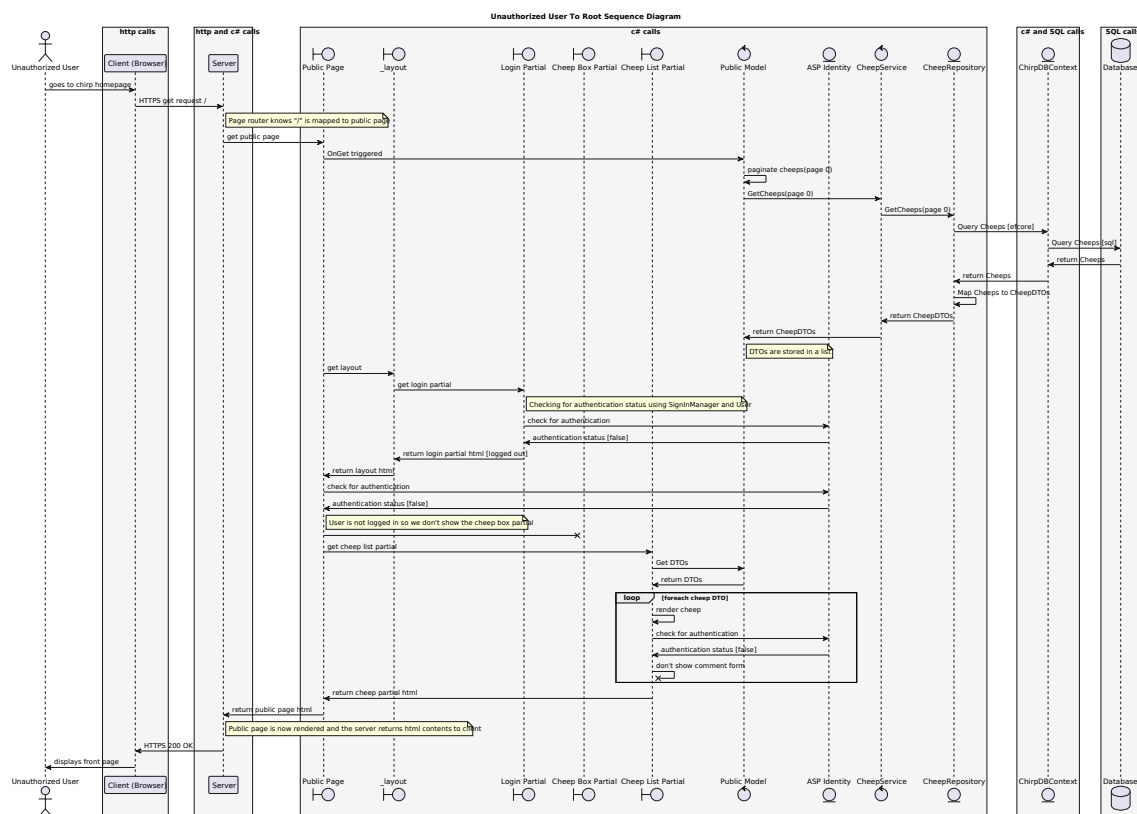 Unauthorized User To Root Sequence Diagram
http calls
http and c# calls
c# calls
c# and SQL calls
SQL calls
Unauthorized User
Client (Browser)
Server
Public Page
_layout
Login Partial
Cheep Box Partial
Cheep List Partial
Public Model
ASP Identity
CheepService
CheepRepository
ChirpDBContext
Database
goes to chirp homepage
HTTPS get request /
Page router knows "/" is mapped to public page
get public page
OnGet triggered
paginate cheeps(page 0)
GetCheeps(page 0)
GetCheeps(page 0)
Query Cheeps [efcore]
Query Cheeps [sql]
return Cheeps
return Cheeps
Map Cheeps to CheepDTOs
return CheepDTOs
return CheepDTOs
DTOs are stored in a list
get layout
get login partial
Checking for authentication status using SignInManager and User
check for authentication
authentication status [false]
return login partial html [logged out]
return layout html
check for authentication
authentication status [false]
User is not logged in so we don't show the cheep box partial
get cheep list partial
Get DTOs
return DTOs
loop [foreach cheep DTO]
render cheep
check for authentication
authentication status [false]
don't show comment form
return cheep partial html
return public page html
Public page is now rendered and the server returns html contents to client
HTTPS 200 OK
displays front page
Unauthorized User
Client (Browser)
Server
Public Page
_layout
Login Partial
Cheep Box Partial
Cheep List Partial
Public Model
ASP Identity
CheepService
CheepRepository
ChirpDBContext
Database